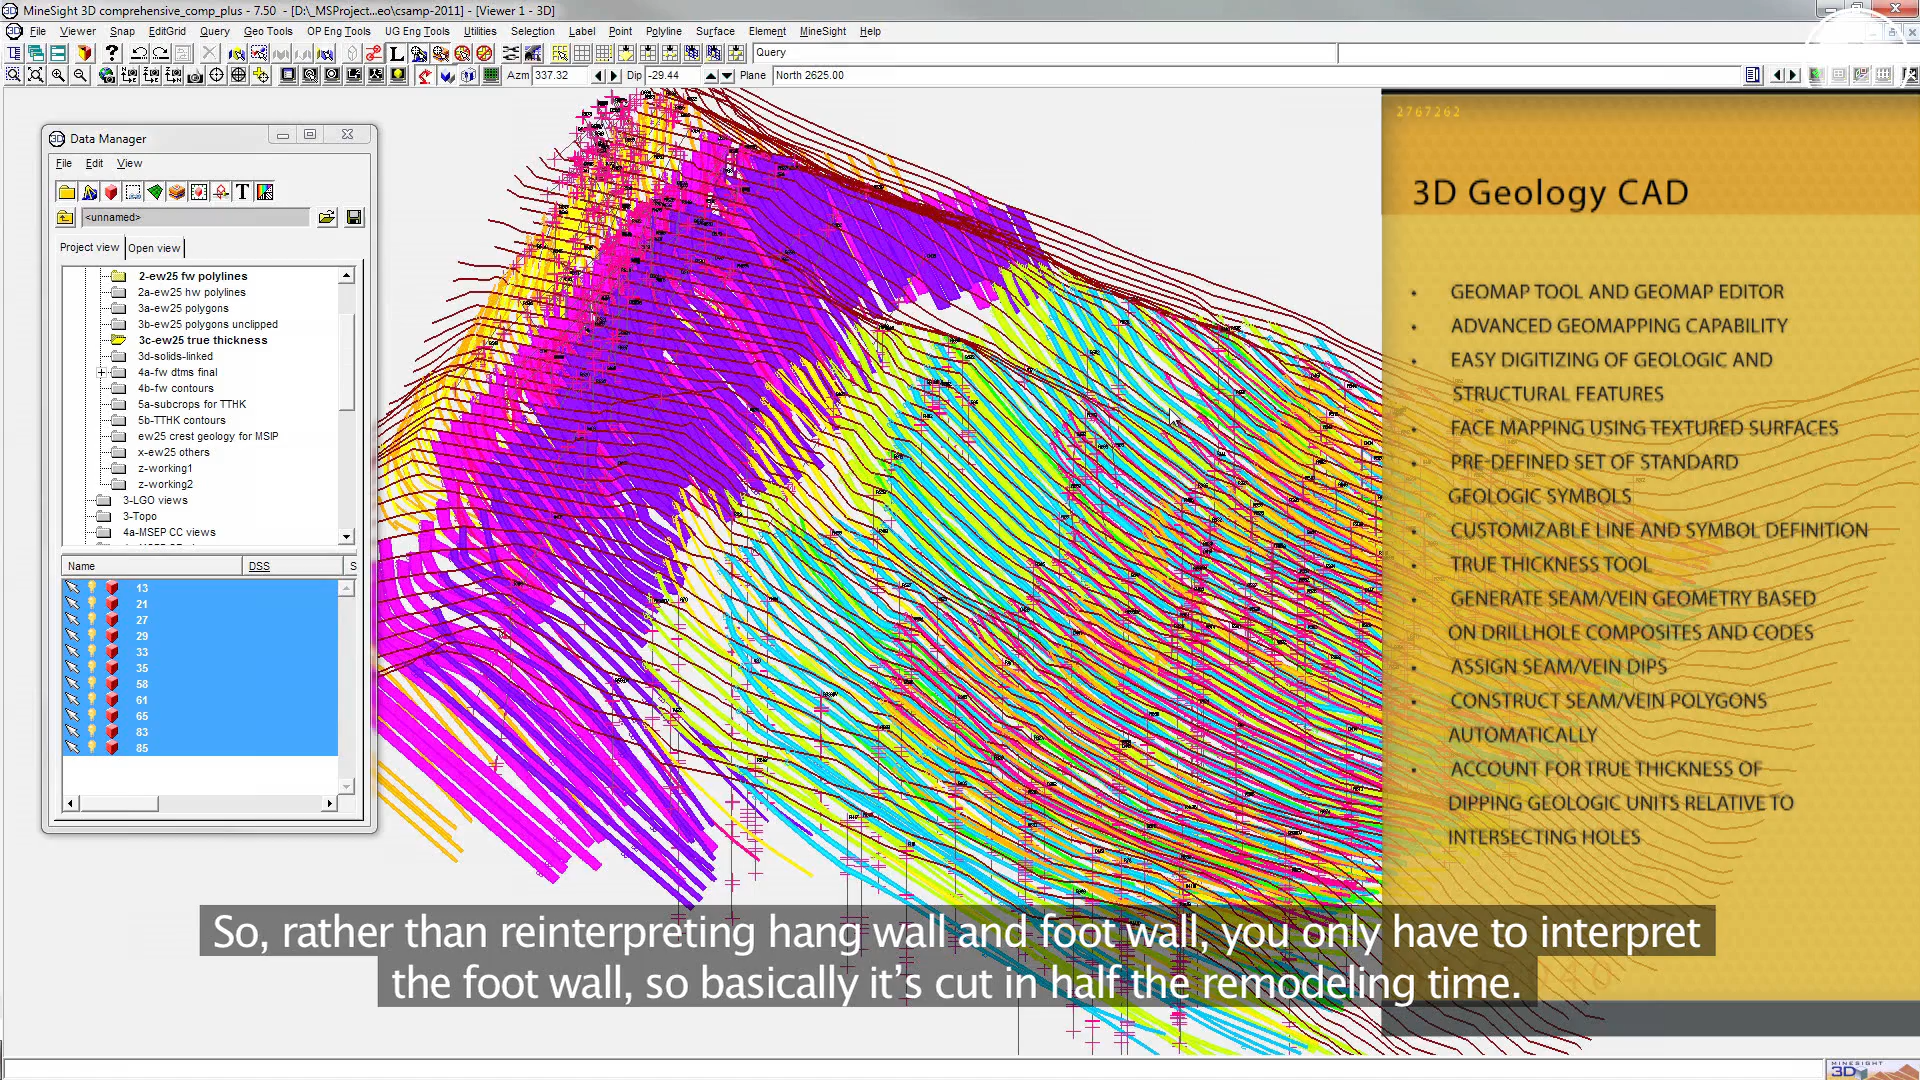 MineSight 3D comprehensive_comp_plus - 7.50 - [D:\_MSProject...eo\csamp-2011] - [Viewer 1 - 3D]
File Viewer Snap EditGrid Query Geo Tools OP Eng Tools UG Eng Tools Utilities Selection Label Point Polyline Surface Element MineSight Help
Query
Azm 337.32 Dip -29.44 Plane North 2625.00
Data Manager
File Edit View
<unnamed>
Project view Open view
2-ew25 fw polylines
2a-ew25 hw polylines
3a-ew25 polygons
3b-ew25 polygons unclipped
3c-ew25 true thickness
3d-solids-linked
4a-fw dtms final
4b-fw contours
5a-subcrops for TTHK
5b-TTHK contours
ew25 crest geology for MSIP
x-ew25 others
z-working1
z-working2
3-LGO views
3-Topo
4a-MSEP CC views
Name DSS S
13
21
27
29
33
35
58
61
65
83
85
2767262
3D Geology CAD
• GEOMAP TOOL AND GEOMAP EDITOR
• ADVANCED GEOMAPPING CAPABILITY
• EASY DIGITIZING OF GEOLOGIC AND
STRUCTURAL FEATURES
• FACE MAPPING USING TEXTURED SURFACES
• PRE-DEFINED SET OF STANDARD
GEOLOGIC SYMBOLS
• CUSTOMIZABLE LINE AND SYMBOL DEFINITION
• TRUE THICKNESS TOOL
• GENERATE SEAM/VEIN GEOMETRY BASED
ON DRILLHOLE COMPOSITES AND CODES
• ASSIGN SEAM/VEIN DIPS
• CONSTRUCT SEAM/VEIN POLYGONS
AUTOMATICALLY
• ACCOUNT FOR TRUE THICKNESS OF
DIPPING GEOLOGIC UNITS RELATIVE TO
INTERSECTING HOLES
So, rather than reinterpreting hang wall and foot wall, you only have to interpret
the foot wall, so basically it's cut in half the remodeling time.
MINESIGHT
3D